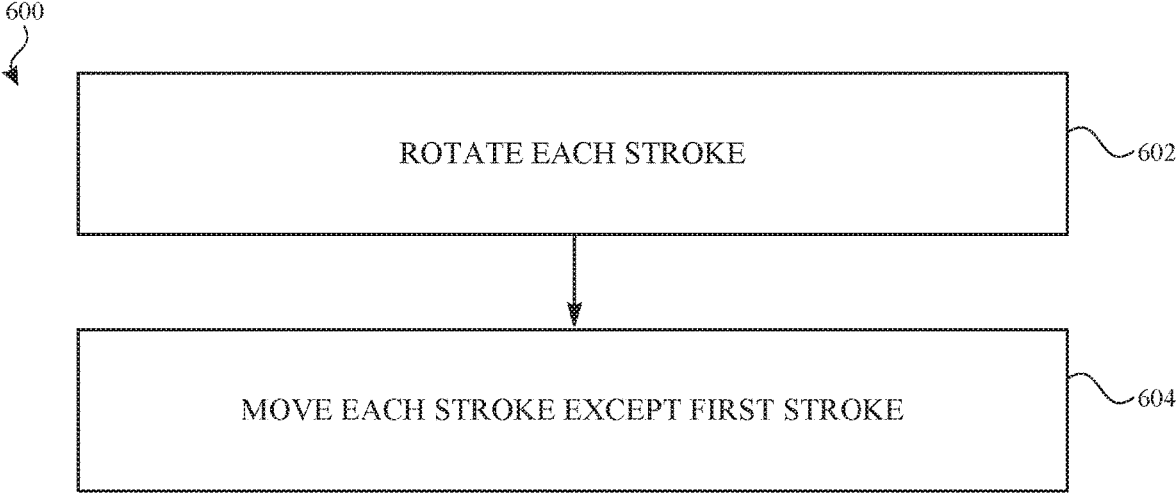 600
ROTATE EACH STROKE
602
MOVE EACH STROKE EXCEPT FIRST STROKE
604